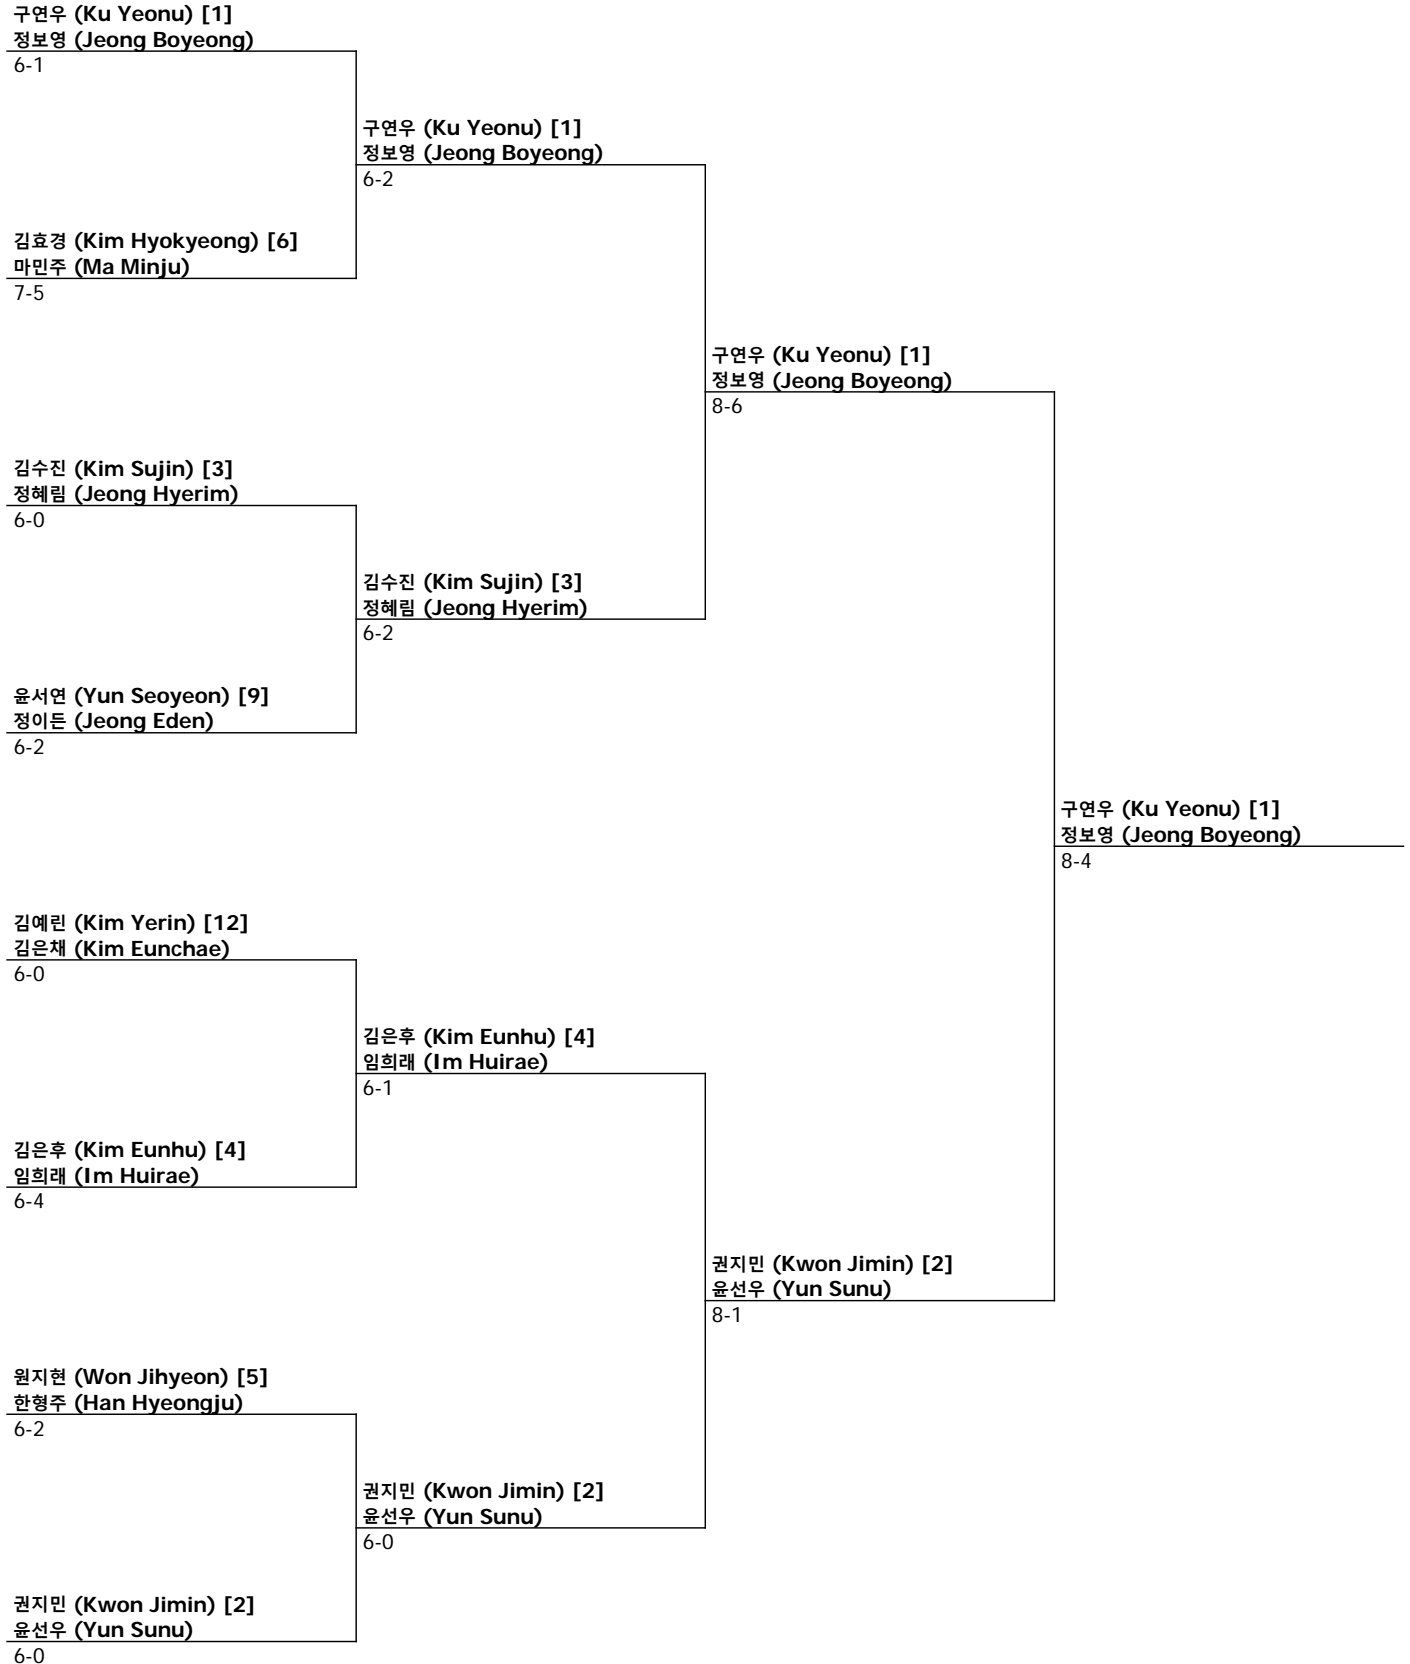 구연우 (Ku Yeonu) [1]
정보영 (Jeong Boyeong)
6-1
구연우 (Ku Yeonu) [1]
정보영 (Jeong Boyeong)
6-2
김효경 (Kim Hyokyeong) [6]
마민주 (Ma Minju)
7-5
구연우 (Ku Yeonu) [1]
정보영 (Jeong Boyeong)
8-6
김수진 (Kim Sujin) [3]
정혜림 (Jeong Hyerim)
6-0
김수진 (Kim Sujin) [3]
정혜림 (Jeong Hyerim)
6-2
윤서연 (Yun Seoyeon) [9]
정이든 (Jeong Eden)
6-2
구연우 (Ku Yeonu) [1]
정보영 (Jeong Boyeong)
8-4
김예린 (Kim Yerin) [12]
김은채 (Kim Eunchae)
6-0
김은후 (Kim Eunhu) [4]
임희래 (Im Huirae)
6-1
김은후 (Kim Eunhu) [4]
임희래 (Im Huirae)
6-4
권지민 (Kwon Jimin) [2]
윤선우 (Yun Sunu)
8-1
원지현 (Won Jihyeon) [5]
한형주 (Han Hyeongju)
6-2
권지민 (Kwon Jimin) [2]
윤선우 (Yun Sunu)
6-0
권지민 (Kwon Jimin) [2]
윤선우 (Yun Sunu)
6-0